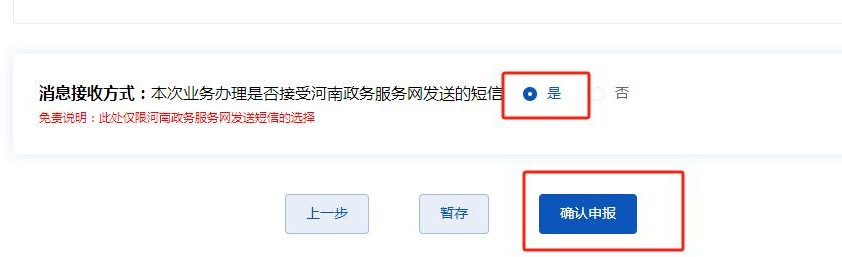 消息接收方式：本次业务办理是否接受河南政务服务网发送的短信 是 否
免责说明：此处仅限河南政务服务网发送短信的选择
上一步 暂存 确认申报